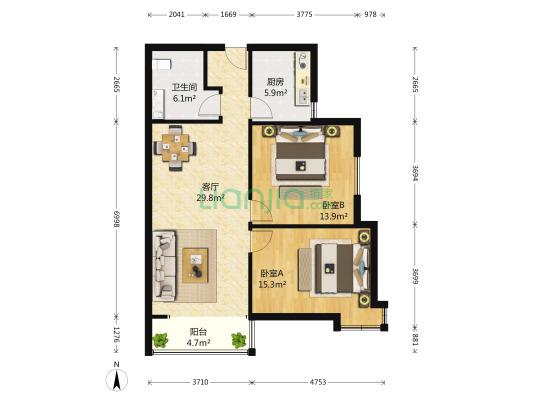 2041 1669 3775 978
2665
卫生间
6.1m²
厨房
5.9m²
2665
6998
客厅
29.8m²
lianjia.com
链家
卧室B
13.9m²
3694
卧室A
15.3m²
3699
阳台
4.7m²
1276
881
N
3710 4753